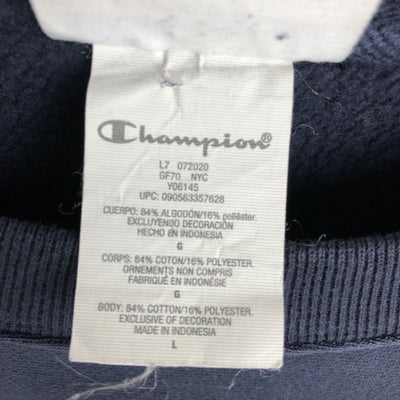 Champion®
L7 072020
GF70 NYC
Y06145
UPC: 090563357628
CUERPO: 84% ALGODÓN/16% poliéster.
EXCLUYENDO DECORACIÓN
HECHO EN INDONESIA
G
CORPS: 84% COTON/16% POLYESTER.
ORNEMENTS NON COMPRIS
FABRIQUÉ EN INDONÉSIE
G
BODY: 84% COTTON/16% POLYESTER.
EXCLUSIVE OF DECORATION
MADE IN INDONESIA
L